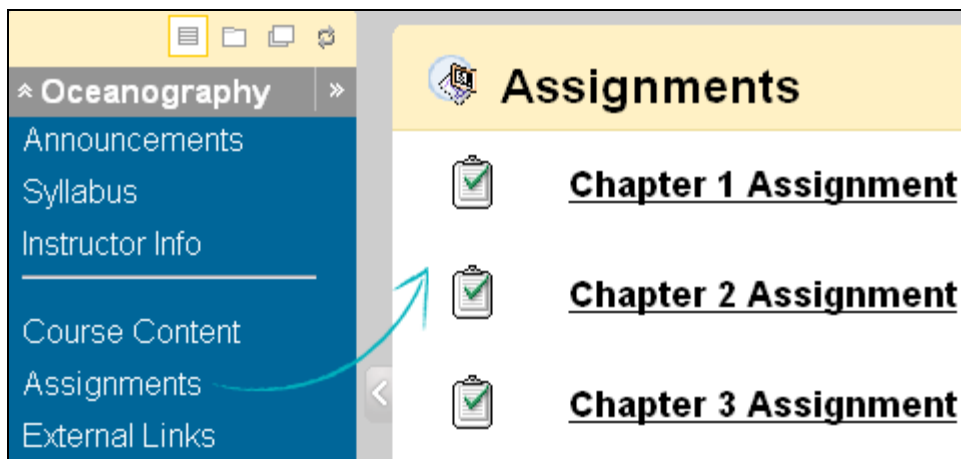 Oceanography
Announcements
Syllabus
Instructor Info
Course Content
Assignments
External Links
Assignments
Chapter 1 Assignment
Chapter 2 Assignment
Chapter 3 Assignment